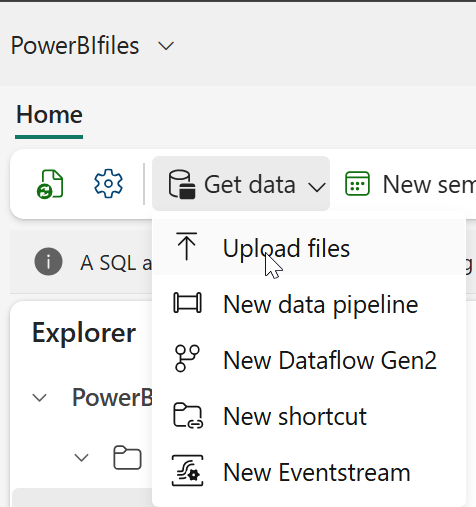 PowerBIfiles
Home
Get data
New sem
Upload files
A SQL a
New data pipeline
Explorer
New Dataflow Gen2
PowerB
New shortcut
New Eventstream